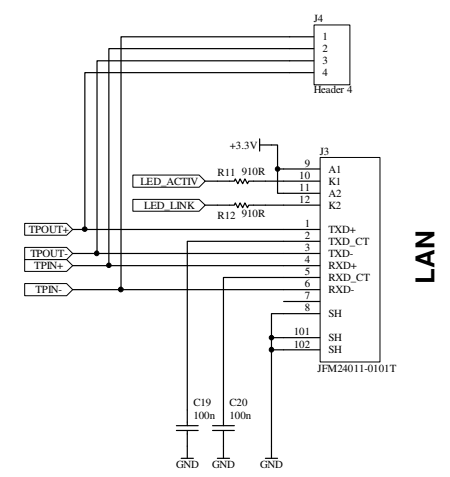 J4
1
2
3
4
Header 4
J3
+3.3V
9 A1
R11 910R 10 K1
LED_ACTIV
11 A2
LED_LINK
12 K2
R12 910R
1 TXD+
TPOUT+
2 TXD_CT
3 TXD-
TPOUT-
4 RXD+
TPIN+
5 RXD_CT
6 RXD-
TPIN-
7
8 SH
101 SH
102 SH
JFM24011-0101T
LAN
C19 C20
100n 100n
GND GND GND